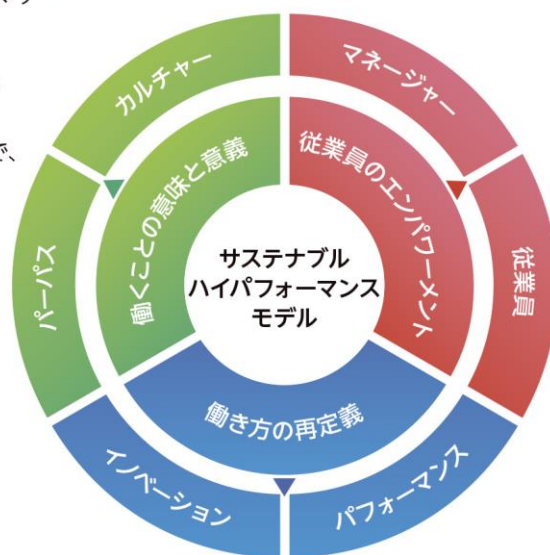 で、
カルチャー
マネージャー
働くことの意味と意義
従業員のエンパワーメント
パーパス
従業員
サステナブル
ハイパフォーマンス
モデル
働き方の再定義
イノベーション
パフォーマンス